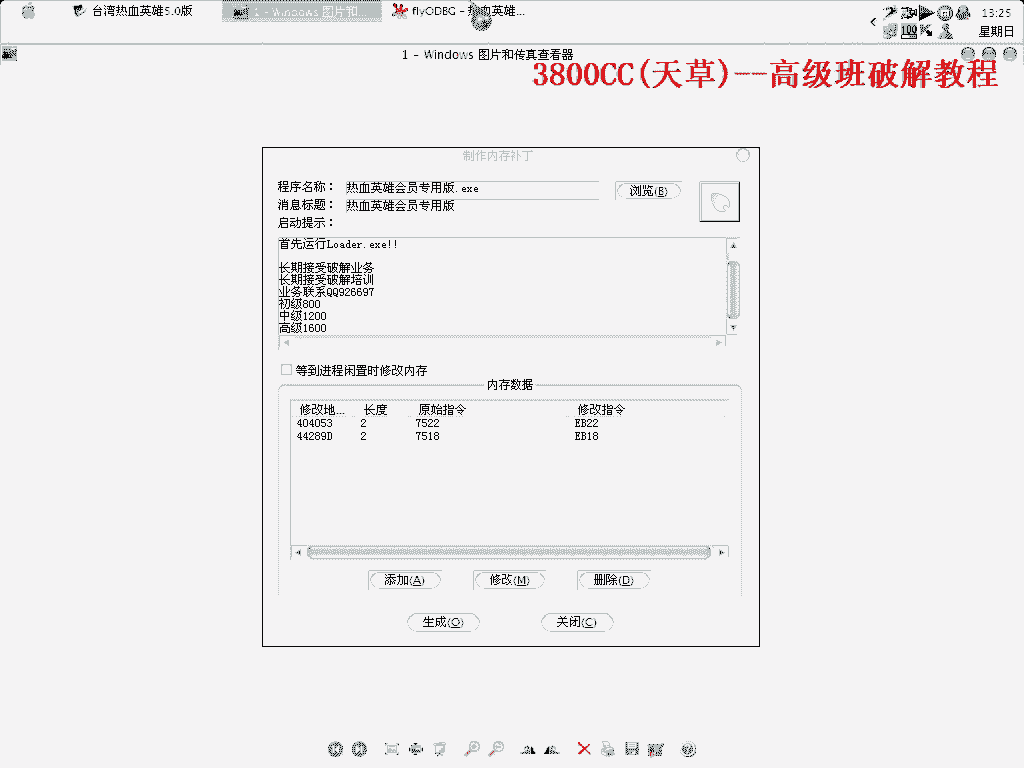 台湾热血英雄5.0版
1 - Windows 图片和
flyODBG - 热血英雄...
13:25
100
星期日
1 - Windows 图片和传真查看器
3800CC(天草)--高级班破解教程
制作内存补丁
程序名称： 热血英雄会员专用版.exe 浏览(B)
消息标题： 热血英雄会员专用版
启动提示：
首先运行Loader.exe!!
长期接受破解业务
长期接受破解培训
业务联系QQ926697
初级800
中级1200
高级1600
等到进程闲置时修改内存
内存数据
修改地... 长度 原始指令 修改指令
404053 2 7522 EB22
44289D 2 7518 EB18
添加(A) 修改(M) 删除(D)
生成(O) 关闭(C)